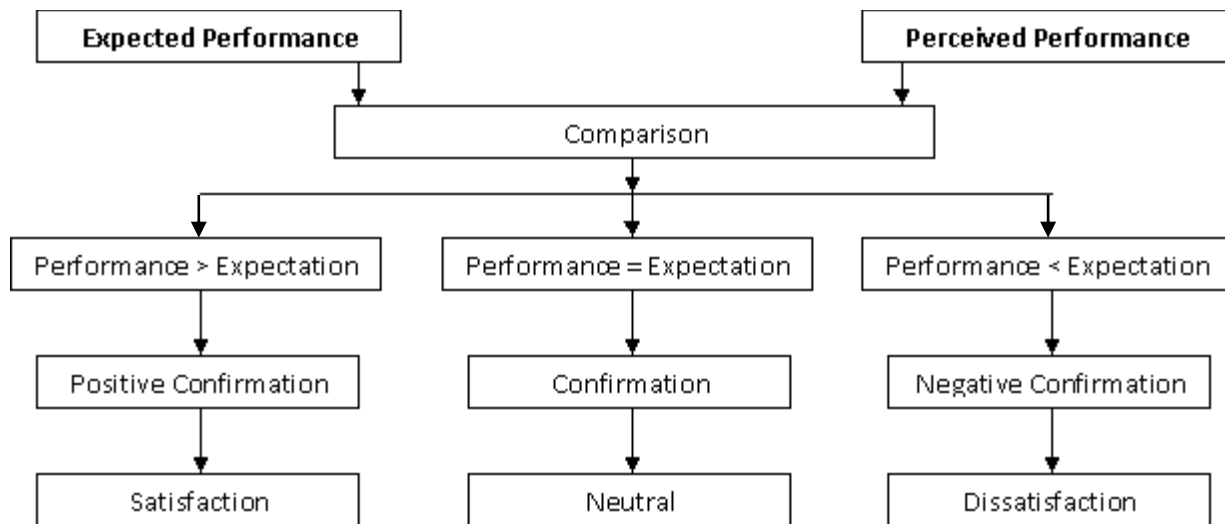 Expected Performance
Perceived Performance
Comparison
Performance > Expectation
Performance = Expectation
Performance < Expectation
Positive Confirmation
Confirmation
Negative Confirmation
Satisfaction
Neutral
Dissatisfaction